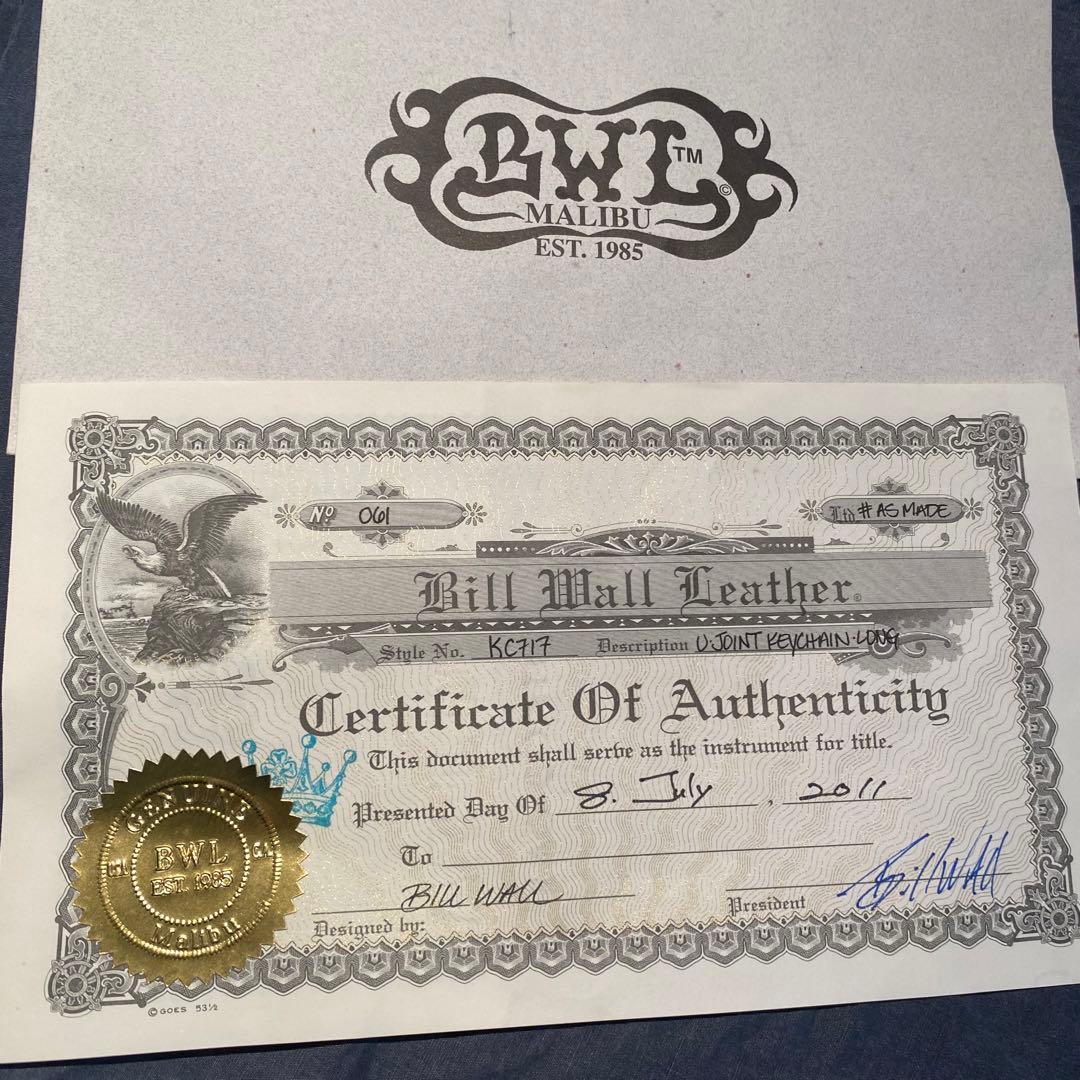 BWL™
©
MALIBU
EST. 1985
Nº 061
Ltd # AS MADE
Bill Wall Leather®
Style No. KC717 Description U-JOINT KEYCHAIN-LONG
Certificate Of Authenticity
This document shall serve as the instrument for title.
Presented Day Of 8. July, 2011
To
BILL WALL
Bill Wall
Designed by:
President
GENUINE
BWL
EST. 1985
Malibu
©GOES 53½